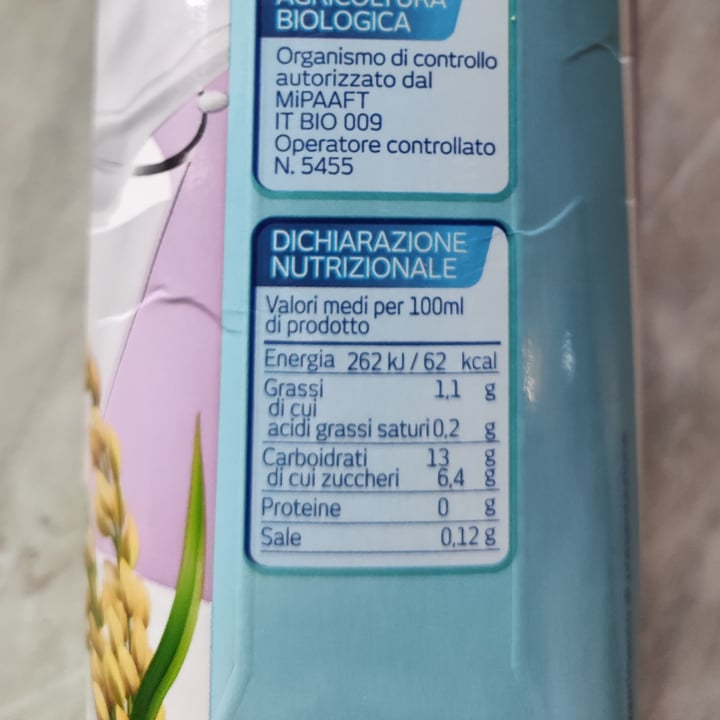 AGRICOLTURA
BIOLOGICA
Organismo di controllo
autorizzato dal
MiPAAFT
IT BIO 009
Operatore controllato
N. 5455
DICHIARAZIONE
NUTRIZIONALE
Valori medi per 100ml
di prodotto
Energia 262 kJ / 62 kcal
Grassi 1,1 g
di cui
acidi grassi saturi 0,2 g
Carboidrati 13 g
di cui zuccheri 6,4 g
Proteine 0 g
Sale 0,12 g